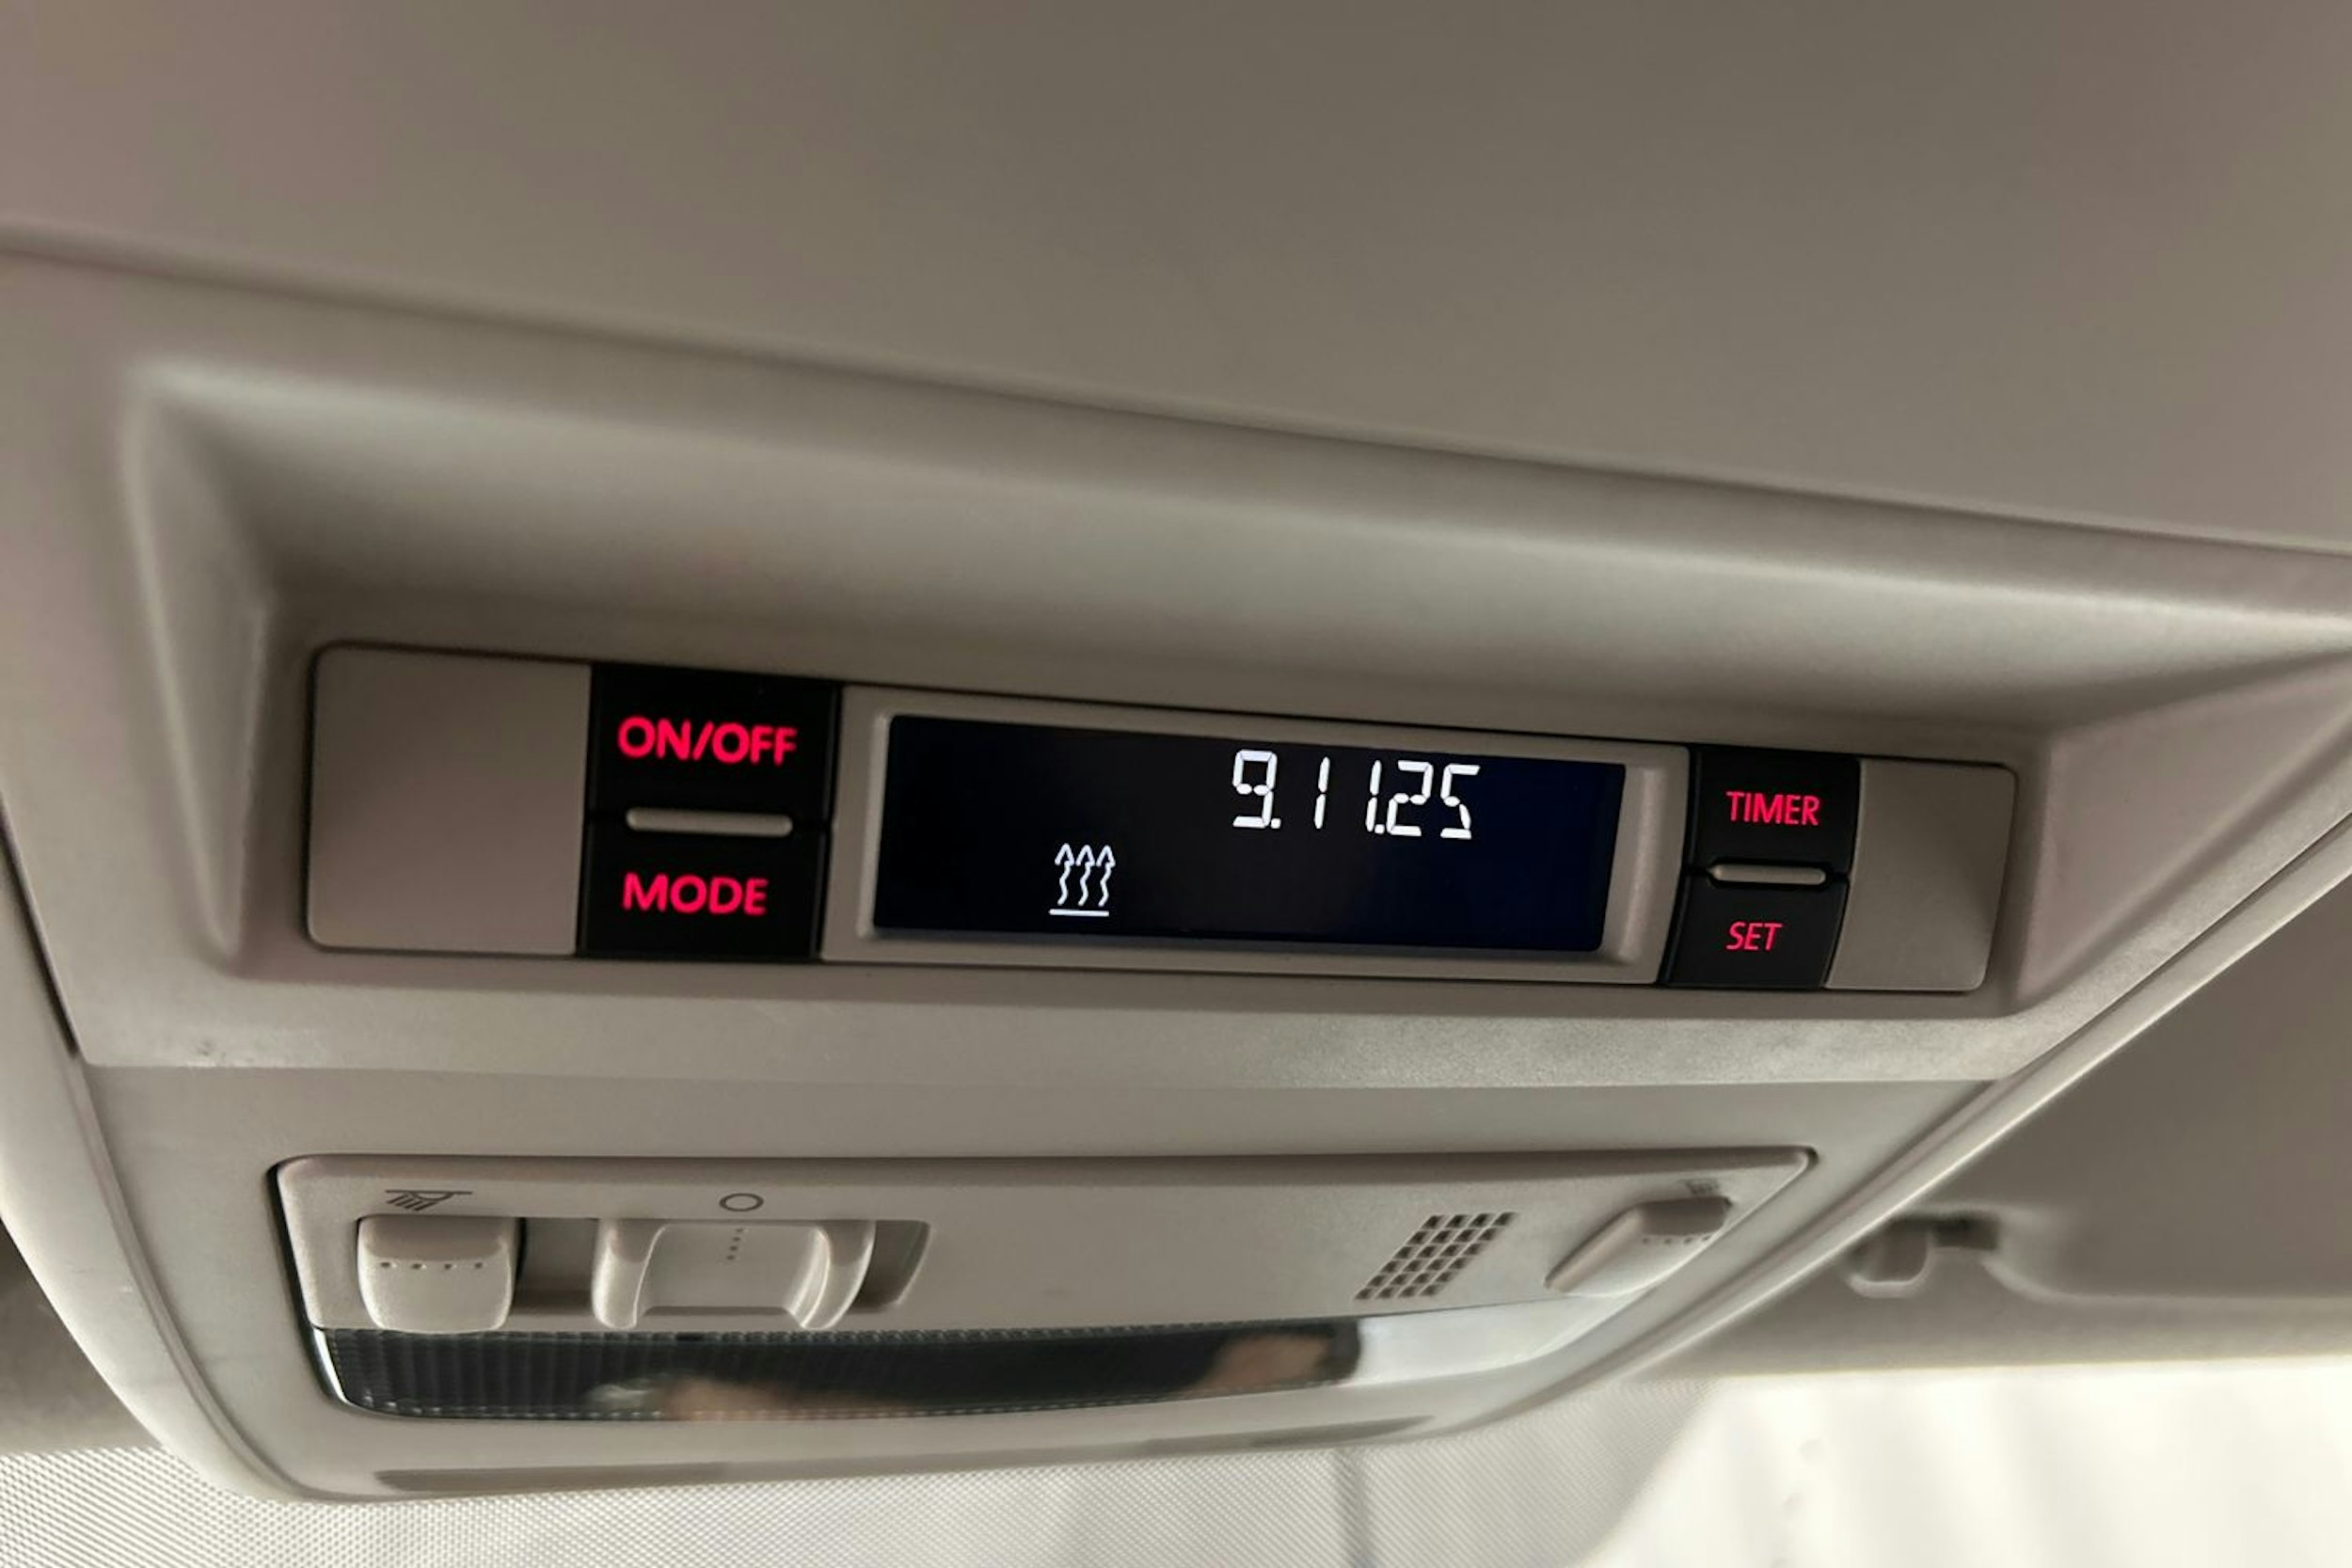 ON/OFF
MODE
9.11.25
TIMER
SET